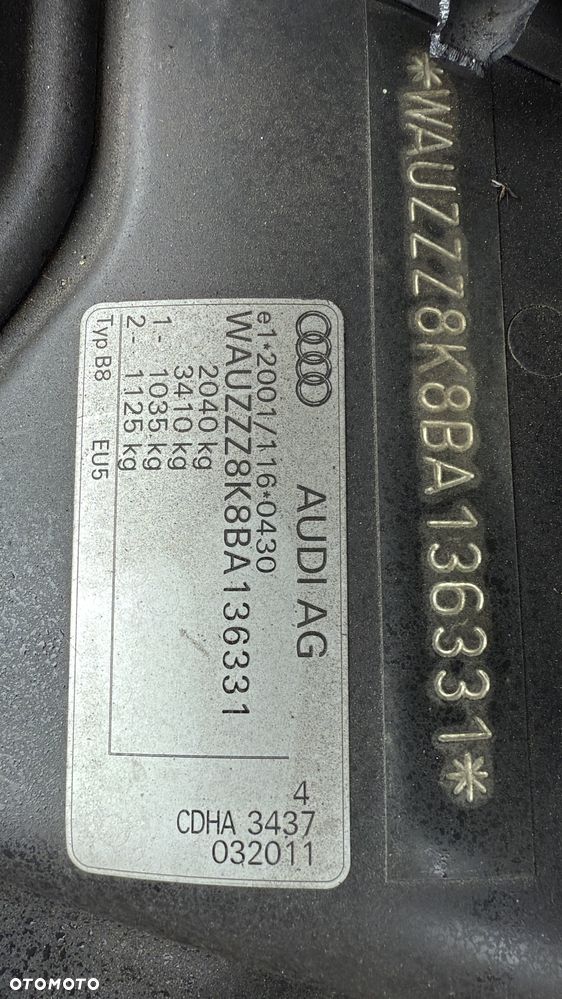 *WAUZZZ8K8BA136331*
AUDI AG
e1*2001/116*0430
WAUZZZ8K8BA136331
2040 kg
3410 kg
1- 1035 kg
2- 1125 kg
Typ B8 EU5
4
CDHA 3437
032011
OTOMOTO